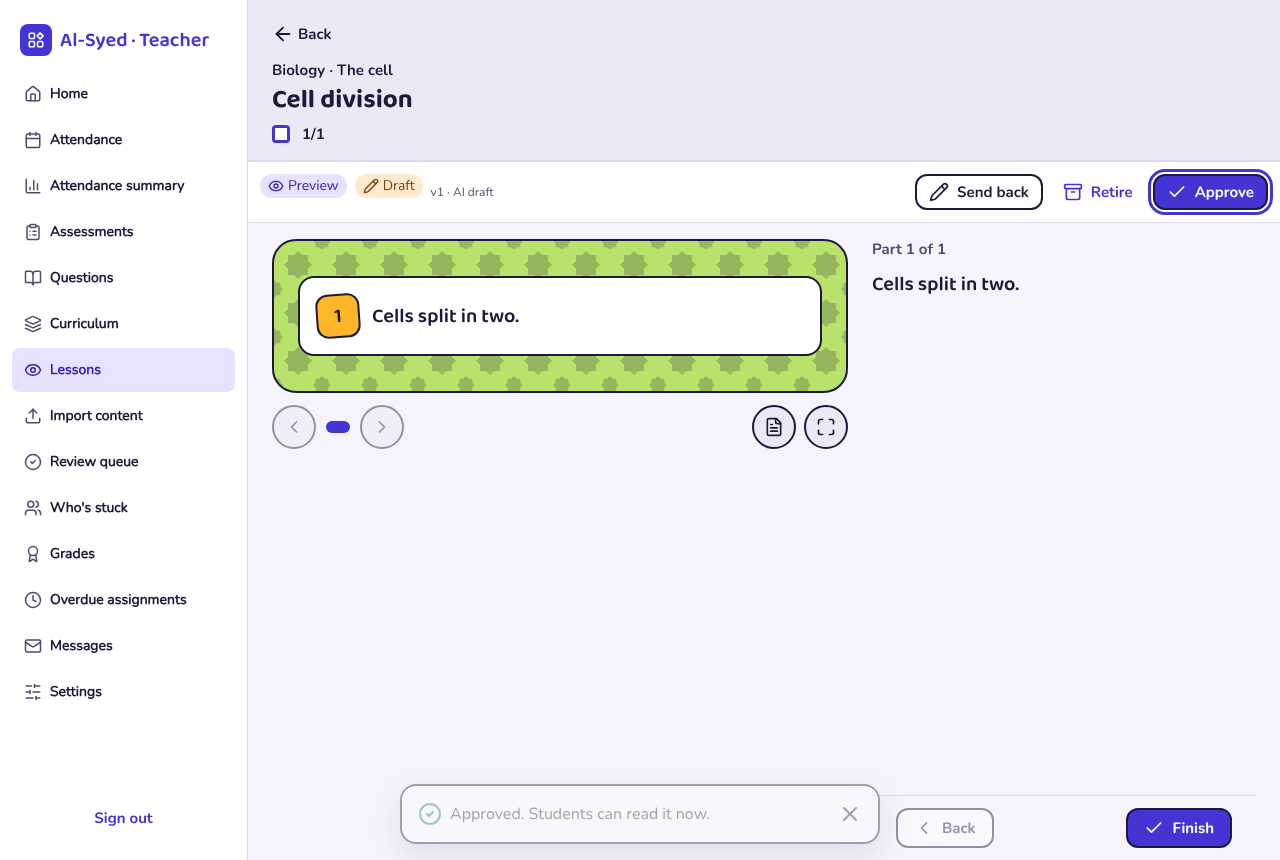 Al-Syed · Teacher
Home
Attendance
Attendance summary
Assessments
Questions
Curriculum
Lessons
Import content
Review queue
Who's stuck
Grades
Overdue assignments
Messages
Settings
Sign out
Back
Biology · The cell
Cell division
1/1
Preview
Draft
v1 · AI draft
Send back
Retire
Approve
1
Cells split in two.
Part 1 of 1
Cells split in two.
Approved. Students can read it now.
Back
Finish